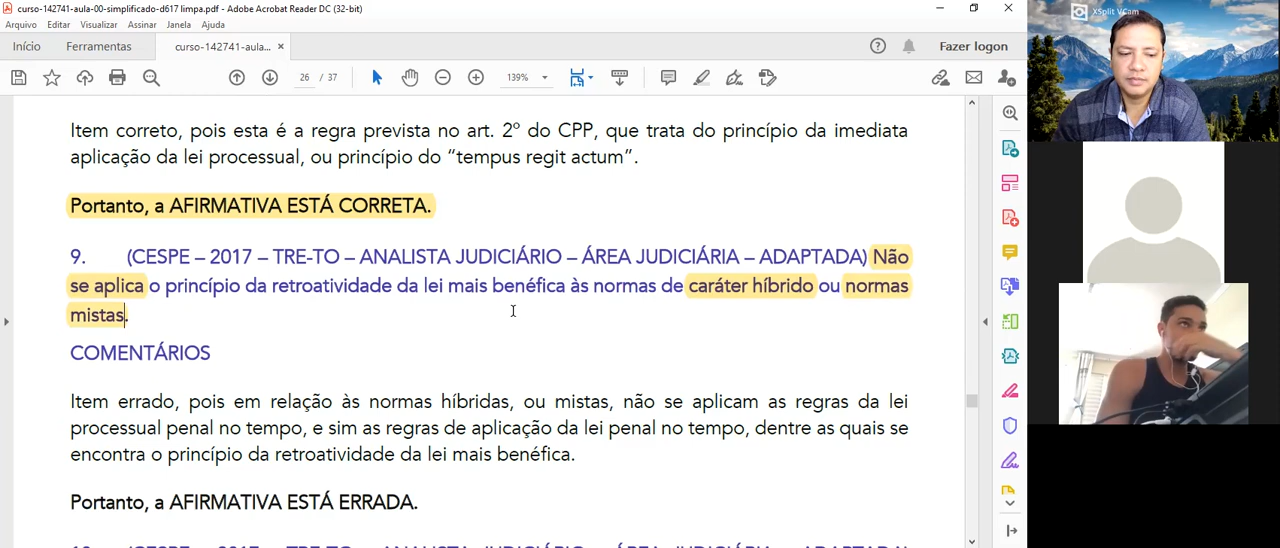 curso-142741-aula-00-simplificado-d617 limpa.pdf - Adobe Acrobat Reader DC (32-bit)
Arquivo Editar Visualizar Assinar Janela Ajuda
Início Ferramentas curso-142741-aula... × Fazer logon
26 / 37 139%
XSplit VCam
Item correto, pois esta é a regra prevista no art. 2º do CPP, que trata do princípio da imediata
aplicação da lei processual, ou princípio do “tempus regit actum”.
Portanto, a AFIRMATIVA ESTÁ CORRETA.
9. (CESPE – 2017 – TRE-TO – ANALISTA JUDICIÁRIO – ÁREA JUDICIÁRIA – ADAPTADA) Não
se aplica o princípio da retroatividade da lei mais benéfica às normas de caráter híbrido ou normas
mistas.
COMENTÁRIOS
Item errado, pois em relação às normas híbridas, ou mistas, não se aplicam as regras da lei
processual penal no tempo, e sim as regras de aplicação da lei penal no tempo, dentre as quais se
encontra o princípio da retroatividade da lei mais benéfica.
Portanto, a AFIRMATIVA ESTÁ ERRADA.